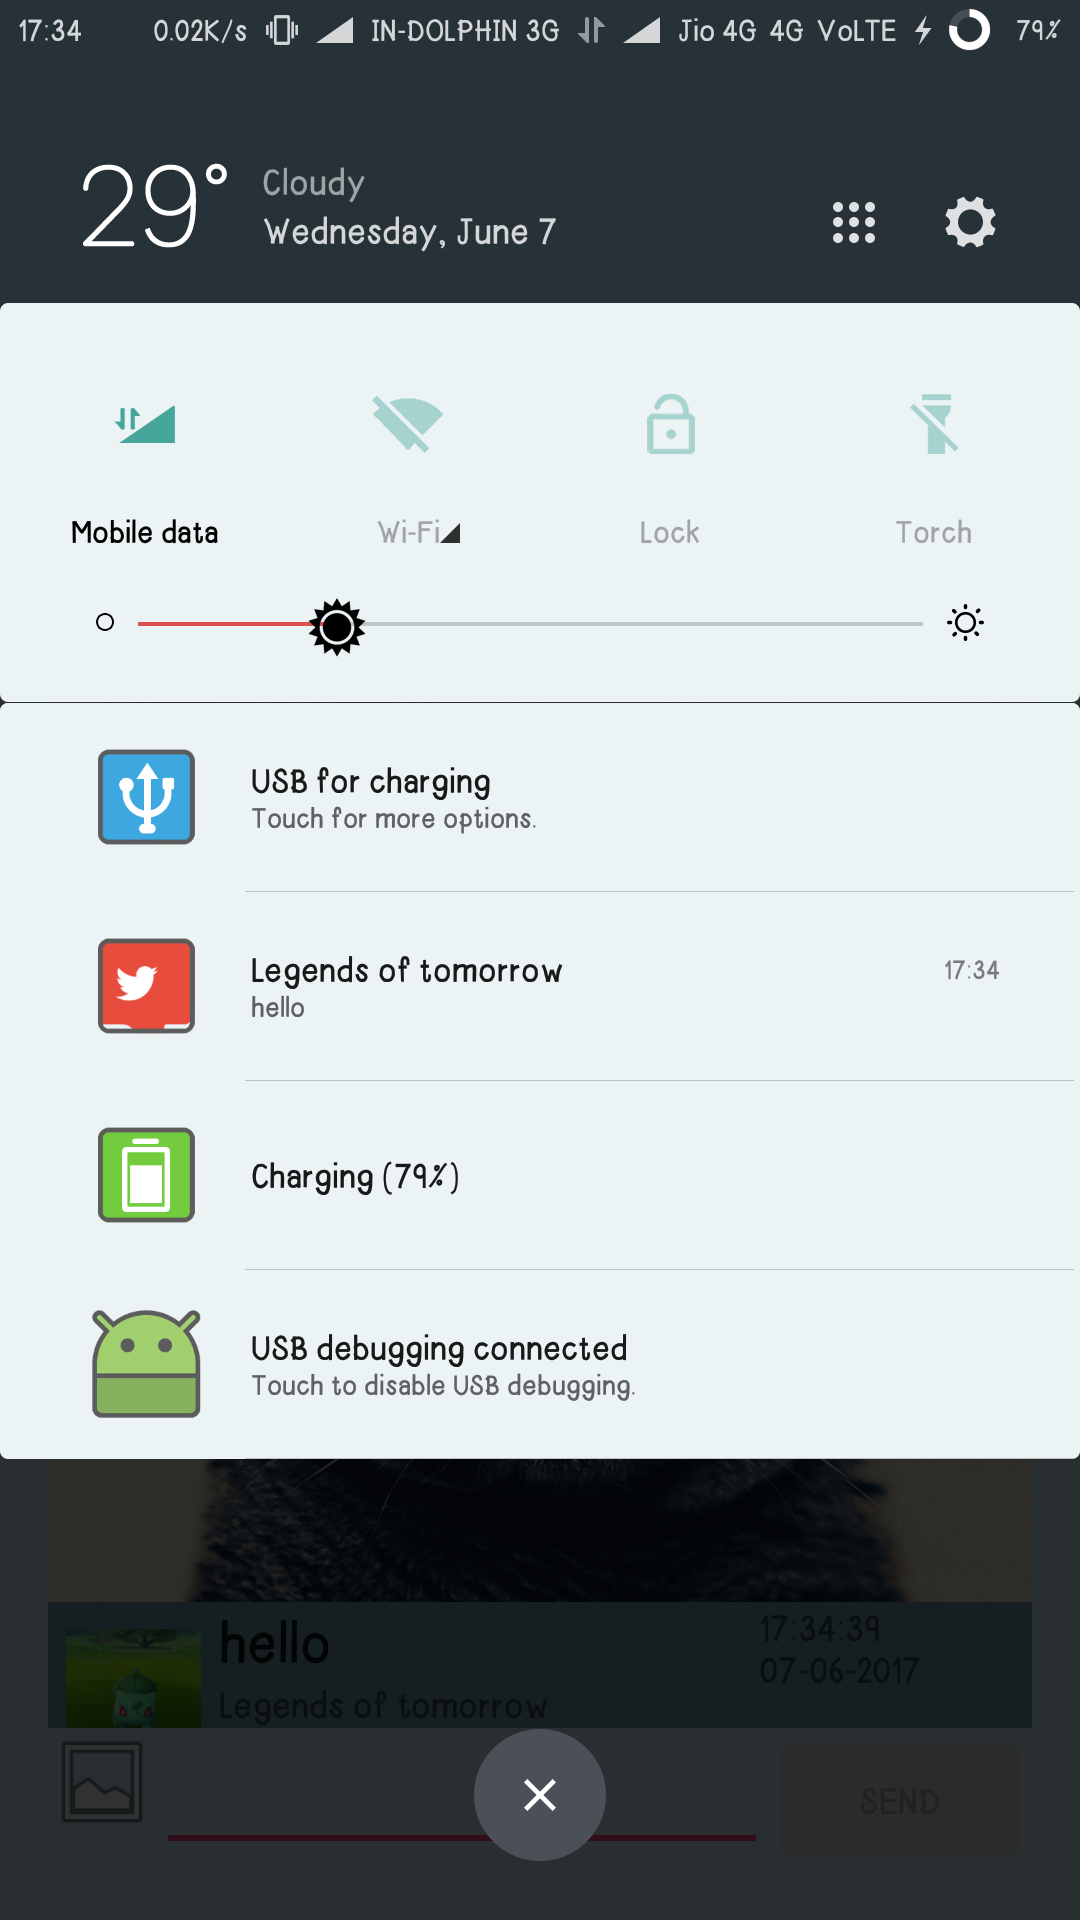 17:34 0.02K/s IN-DOLPHIN 3G Jio 4G 4G VoLTE 79%
29° Cloudy
Wednesday, June 7
Mobile data Wi-Fi Lock Torch
USB for charging
Touch for more options.
Legends of tomorrow 17:34
hello
Charging (79%)
USB debugging connected
Touch to disable USB debugging.
hello 17:34:39
07-06-2017
Legends of tomorrow
SEND